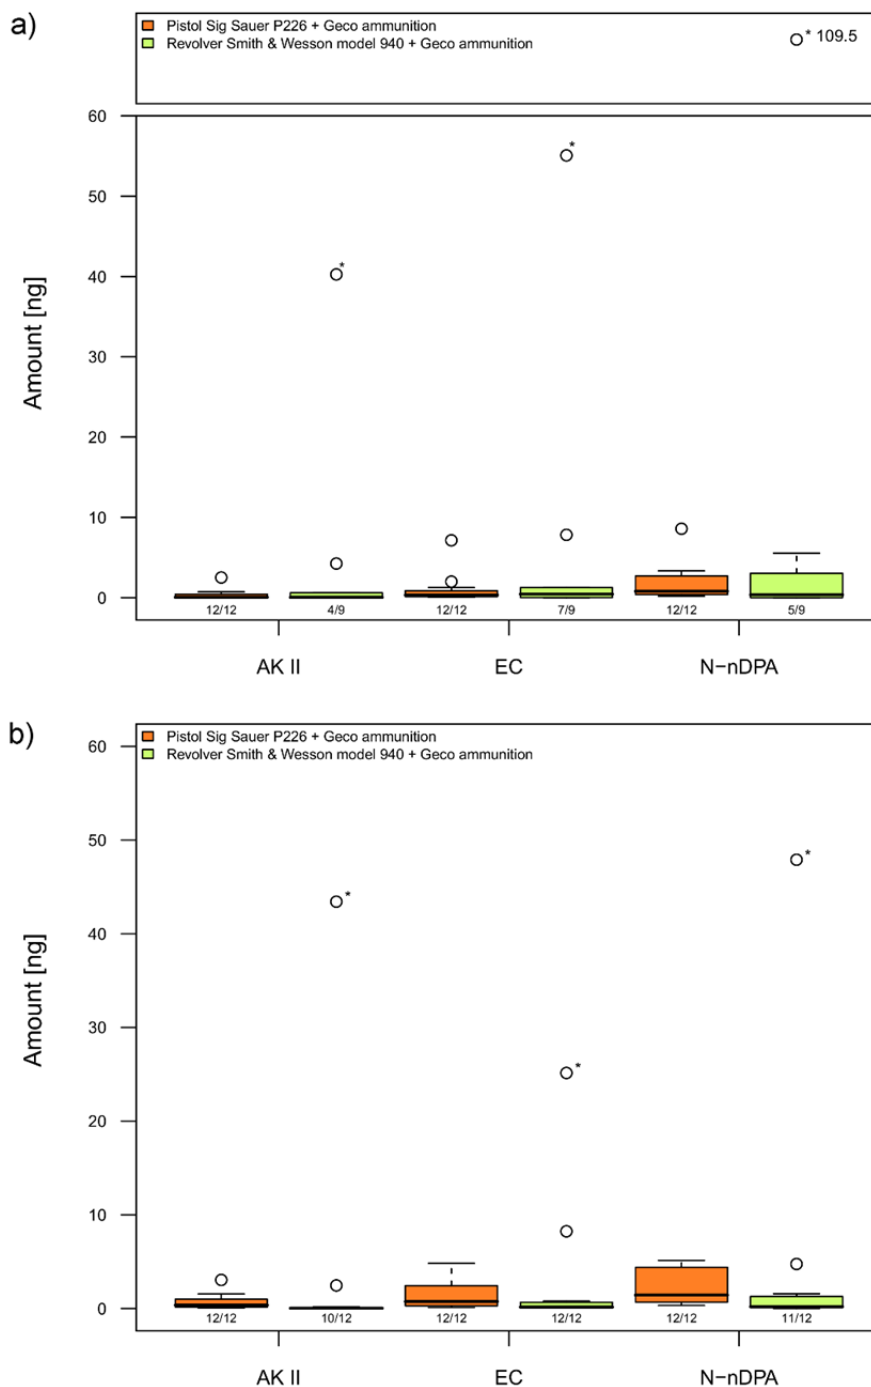 a)
Pistol Sig Sauer P226 + Geco ammunition
Revolver Smith & Wesson model 940 + Geco ammunition
* 109.5
60
50
*
*
40
30
20
10
0
Amount [ng]
12/12 4/9 12/12 7/9 12/12 5/9
AK II EC N−nDPA
b)
Pistol Sig Sauer P226 + Geco ammunition
Revolver Smith & Wesson model 940 + Geco ammunition
60
50
*
*
40
30
*
20
10
0
Amount [ng]
12/12 10/12 12/12 12/12 12/12 11/12
AK II EC N−nDPA